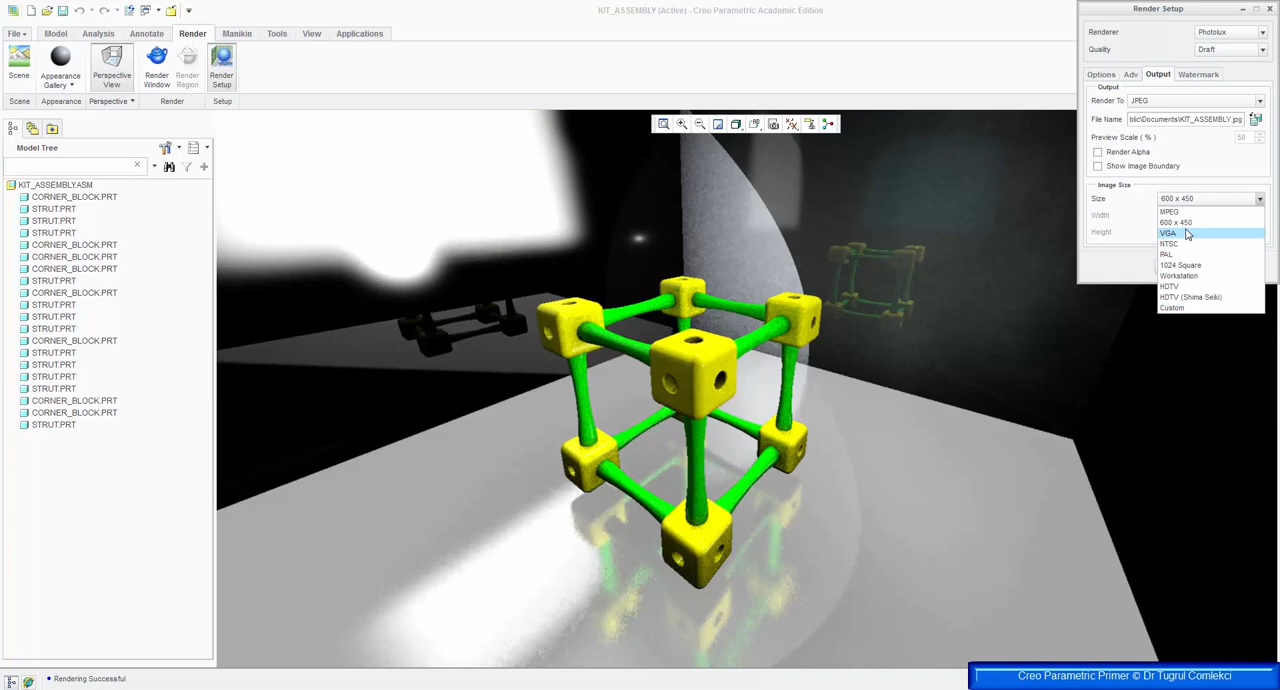 KIT_ASSEMBLY (Active) - Creo Parametric Academic Edition
File
Model
Analysis
Annotate
Render
Manikin
Tools
View
Applications
Scene
Appearance
Gallery
Perspective
View
Render
Window
Render
Region
Render
Setup
Scene
Appearance
Perspective
Render
Setup
Model Tree
KIT_ASSEMBLY.ASM
CORNER_BLOCK.PRT
STRUT.PRT
STRUT.PRT
STRUT.PRT
CORNER_BLOCK.PRT
CORNER_BLOCK.PRT
CORNER_BLOCK.PRT
STRUT.PRT
CORNER_BLOCK.PRT
STRUT.PRT
STRUT.PRT
STRUT.PRT
CORNER_BLOCK.PRT
STRUT.PRT
STRUT.PRT
STRUT.PRT
CORNER_BLOCK.PRT
CORNER_BLOCK.PRT
STRUT.PRT
Render Setup
Renderer
Photolux
Quality
Draft
Options
Adv
Output
Watermark
Output
Render To
JPEG
File Name
blic\Documents\KIT_ASSEMBLY.jpg
Preview Scale ( % )
50
Render Alpha
Show Image Boundary
Image Size
Size
600 x 450
Width
Height
MPEG
600 x 450
VGA
NTSC
PAL
1024 Square
Workstation
HDTV
HDTV (Shima Seiki)
Custom
Rendering Successful
Creo Parametric Primer © Dr Tugrul Comlekci